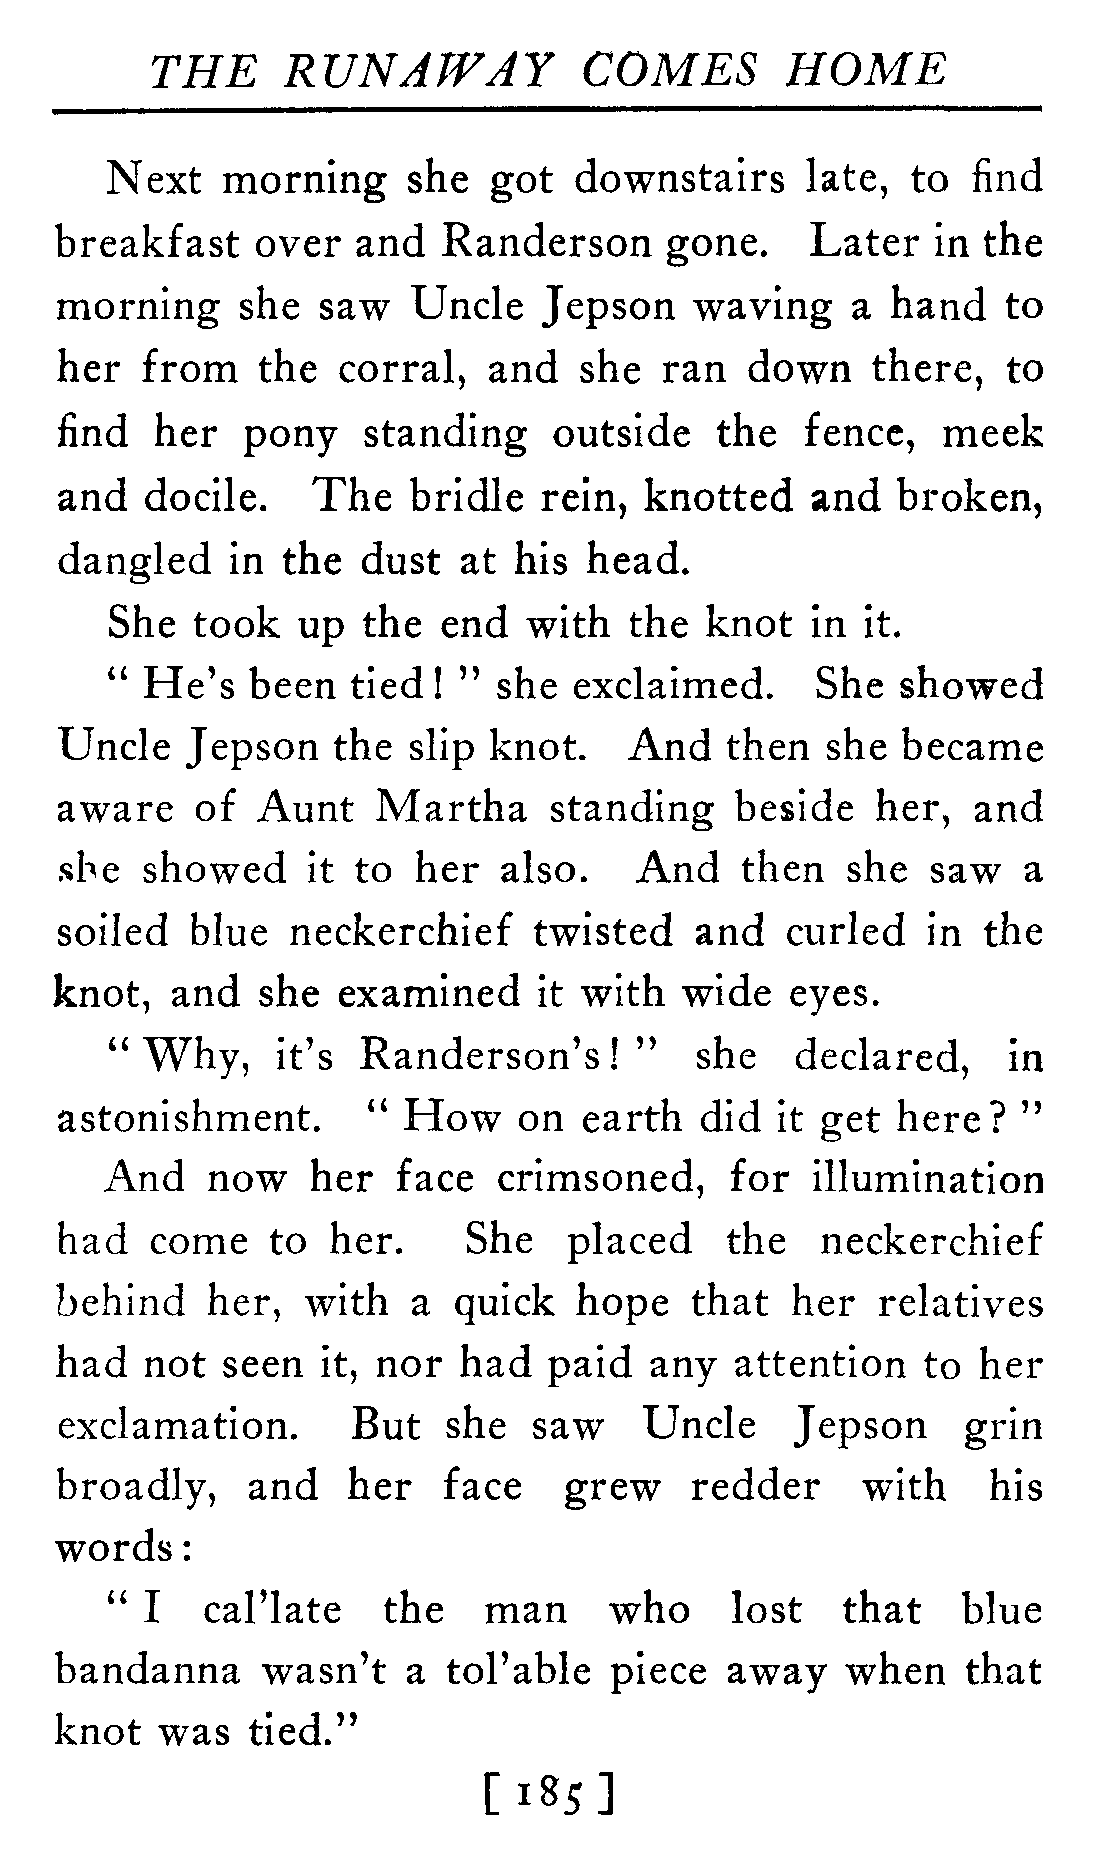 THE RUNAWAY COMES HOME
Next morning she got downstairs late, to find
breakfast over and Randerson gone. Later in the
morning she saw Uncle Jepson waving a hand to
her from the corral, and she ran down there, to
find her pony standing outside the fence, meek
and docile. The bridle rein, knotted and broken,
dangled in the dust at his head.
She took up the end with the knot in it.
“ He’s been tied! ” she exclaimed. She showed
Uncle Jepson the slip knot. And then she became
aware of Aunt Martha standing beside her, and
she showed it to her also. And then she saw a
soiled blue neckerchief twisted and curled in the
knot, and she examined it with wide eyes.
“ Why, it’s Randerson’s! ” she declared, in
astonishment. “ How on earth did it get here? ”
And now her face crimsoned, for illumination
had come to her. She placed the neckerchief
behind her, with a quick hope that her relatives
had not seen it, nor had paid any attention to her
exclamation. But she saw Uncle Jepson grin
broadly, and her face grew redder with his
words:
“ I cal’late the man who lost that blue
bandanna wasn’t a tol’able piece away when that
knot was tied.”
[ 185 ]